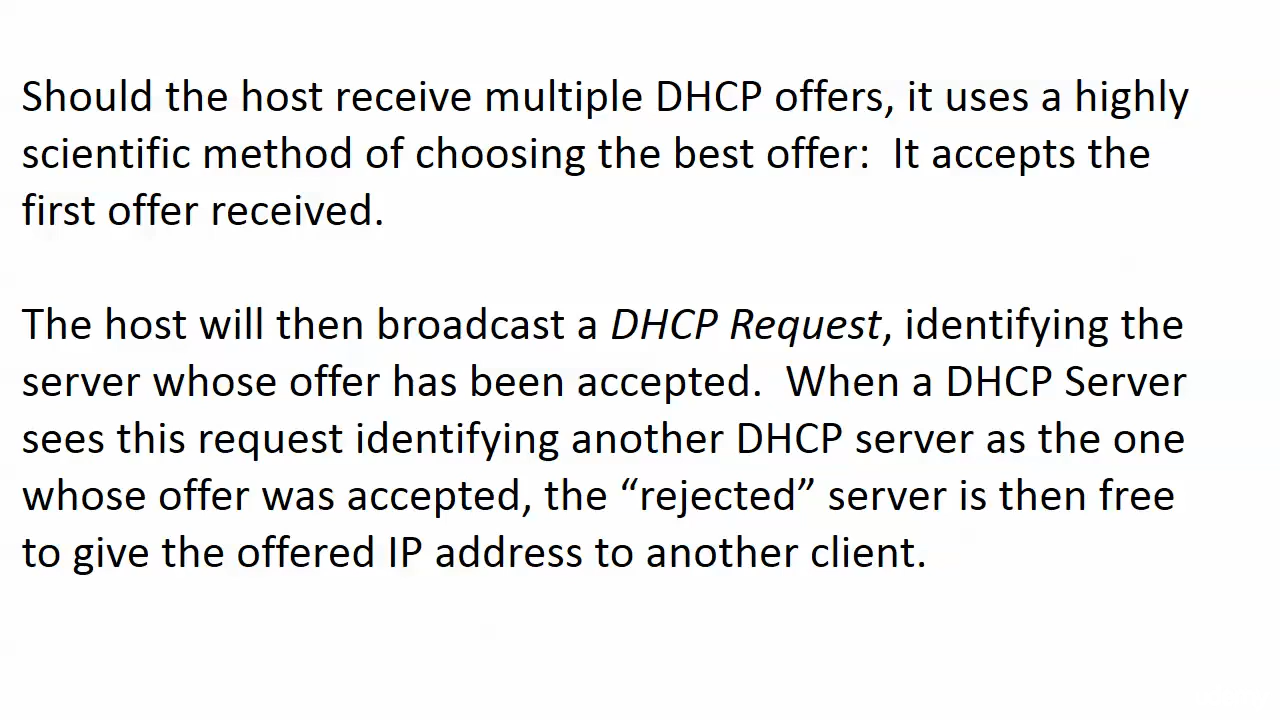 Should the host receive multiple DHCP offers, it uses a highly
scientific method of choosing the best offer:  It accepts the
first offer received.
The host will then broadcast a DHCP Request, identifying the
server whose offer has been accepted.  When a DHCP Server
sees this request identifying another DHCP server as the one
whose offer was accepted, the “rejected” server is then free
to give the offered IP address to another client.